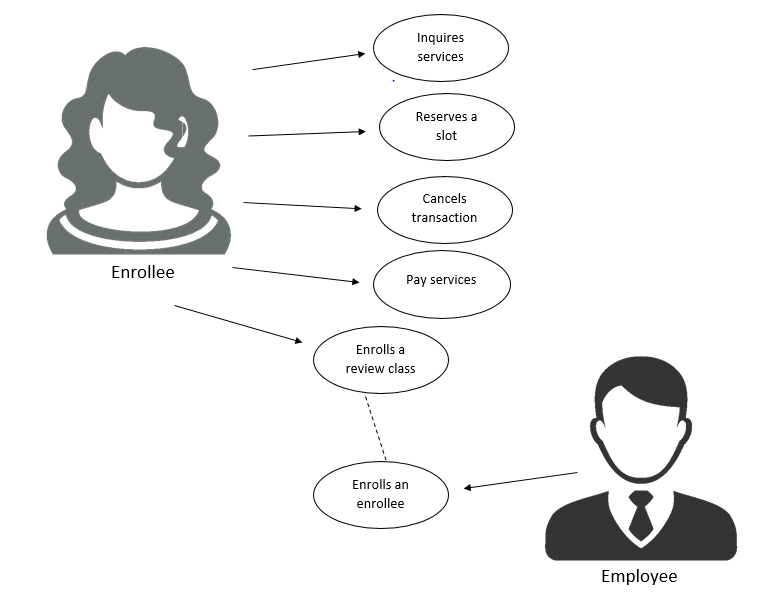 Inquires
services
Reserves a
slot
Cancels
transaction
Pay services
Enrollee
Enrolls a
review class
Enrolls an
enrollee
Employee